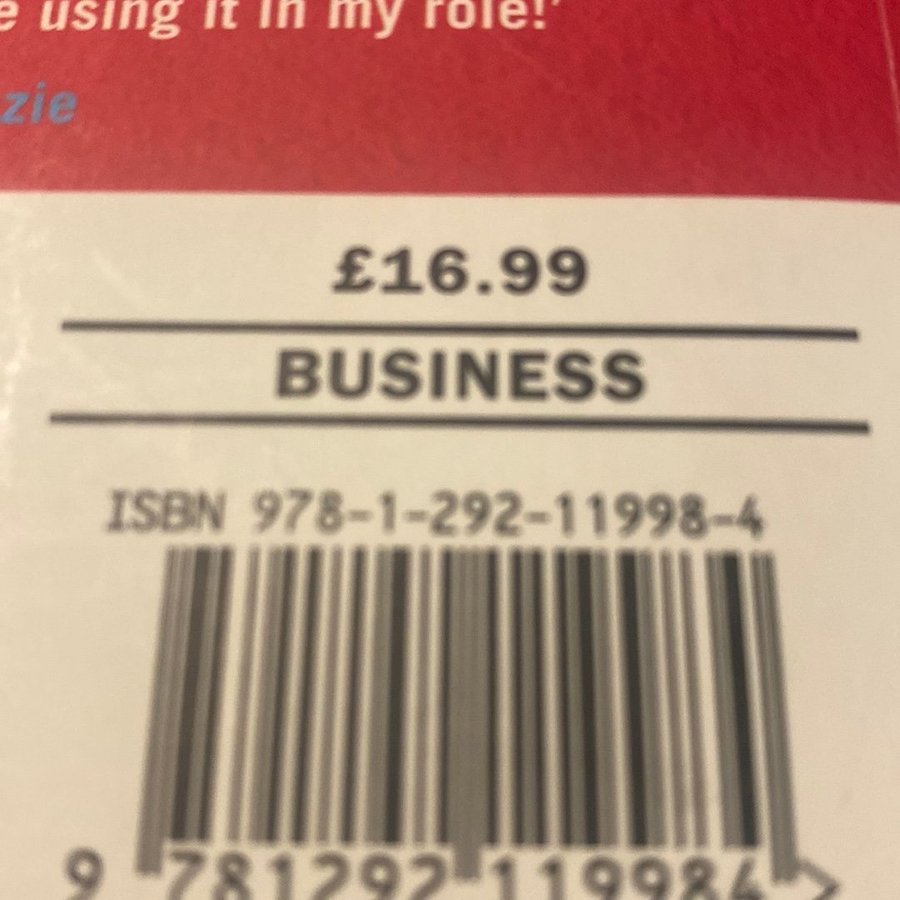 e using it in my role!'
zie
£16.99
BUSINESS
ISBN 978-1-292-11998-4
9 781292 119984 >